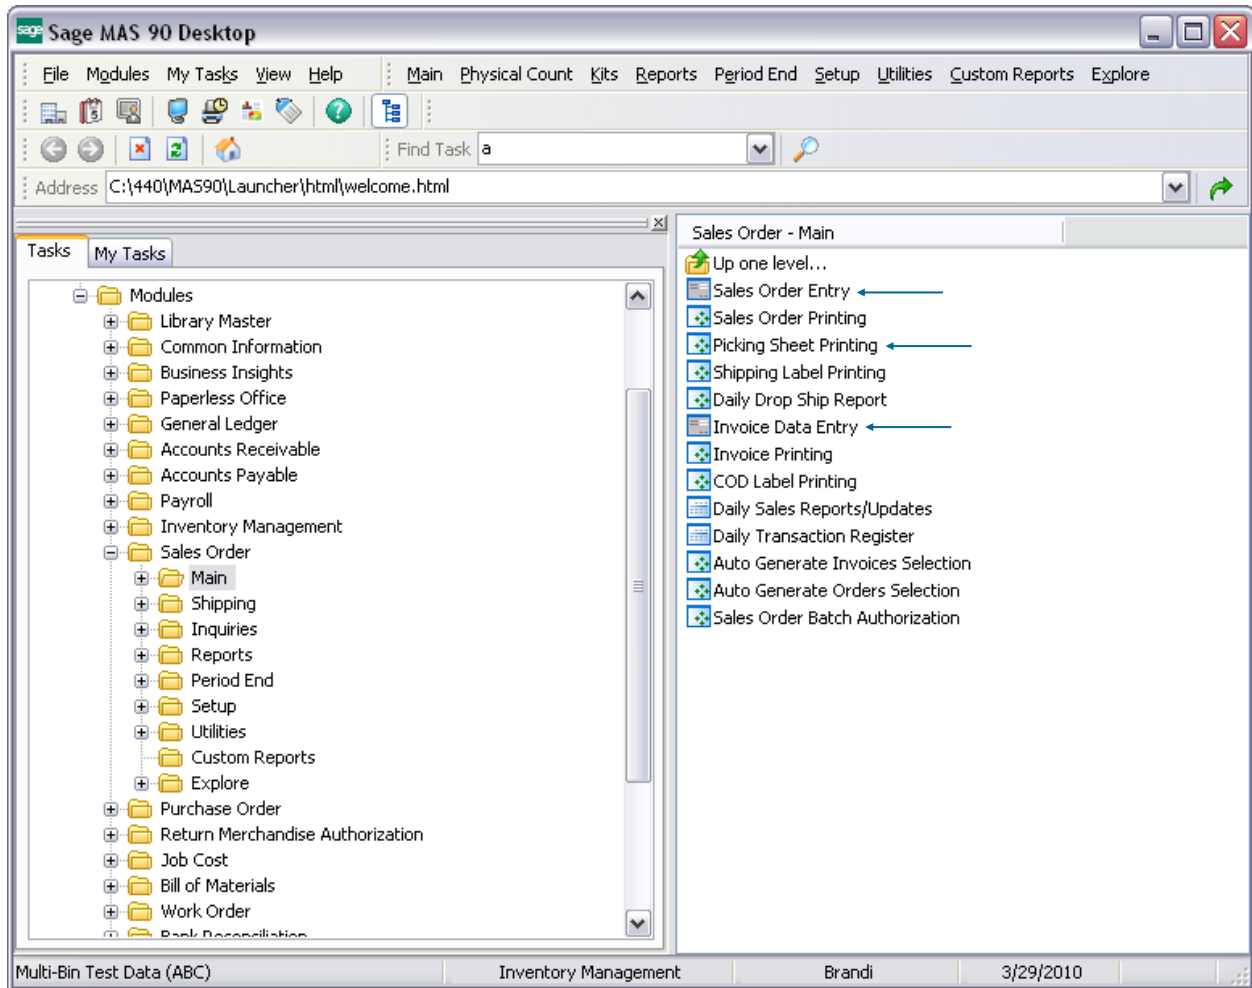 sage Sage MAS 90 Desktop
File Modules My Tasks View Help Main Physical Count Kits Reports Period End Setup Utilities Custom Reports Explore
Find Task a
Address C:\440\MAS90\Launcher\html\welcome.html
Tasks My Tasks
Modules
Library Master
Common Information
Business Insights
Paperless Office
General Ledger
Accounts Receivable
Accounts Payable
Payroll
Inventory Management
Sales Order
Main
Shipping
Inquiries
Reports
Period End
Setup
Utilities
Custom Reports
Explore
Purchase Order
Return Merchandise Authorization
Job Cost
Bill of Materials
Work Order
Bank Reconciliation
Sales Order - Main
Up one level...
Sales Order Entry
Sales Order Printing
Picking Sheet Printing
Shipping Label Printing
Daily Drop Ship Report
Invoice Data Entry
Invoice Printing
COD Label Printing
Daily Sales Reports/Updates
Daily Transaction Register
Auto Generate Invoices Selection
Auto Generate Orders Selection
Sales Order Batch Authorization
Multi-Bin Test Data (ABC) Inventory Management Brandi 3/29/2010